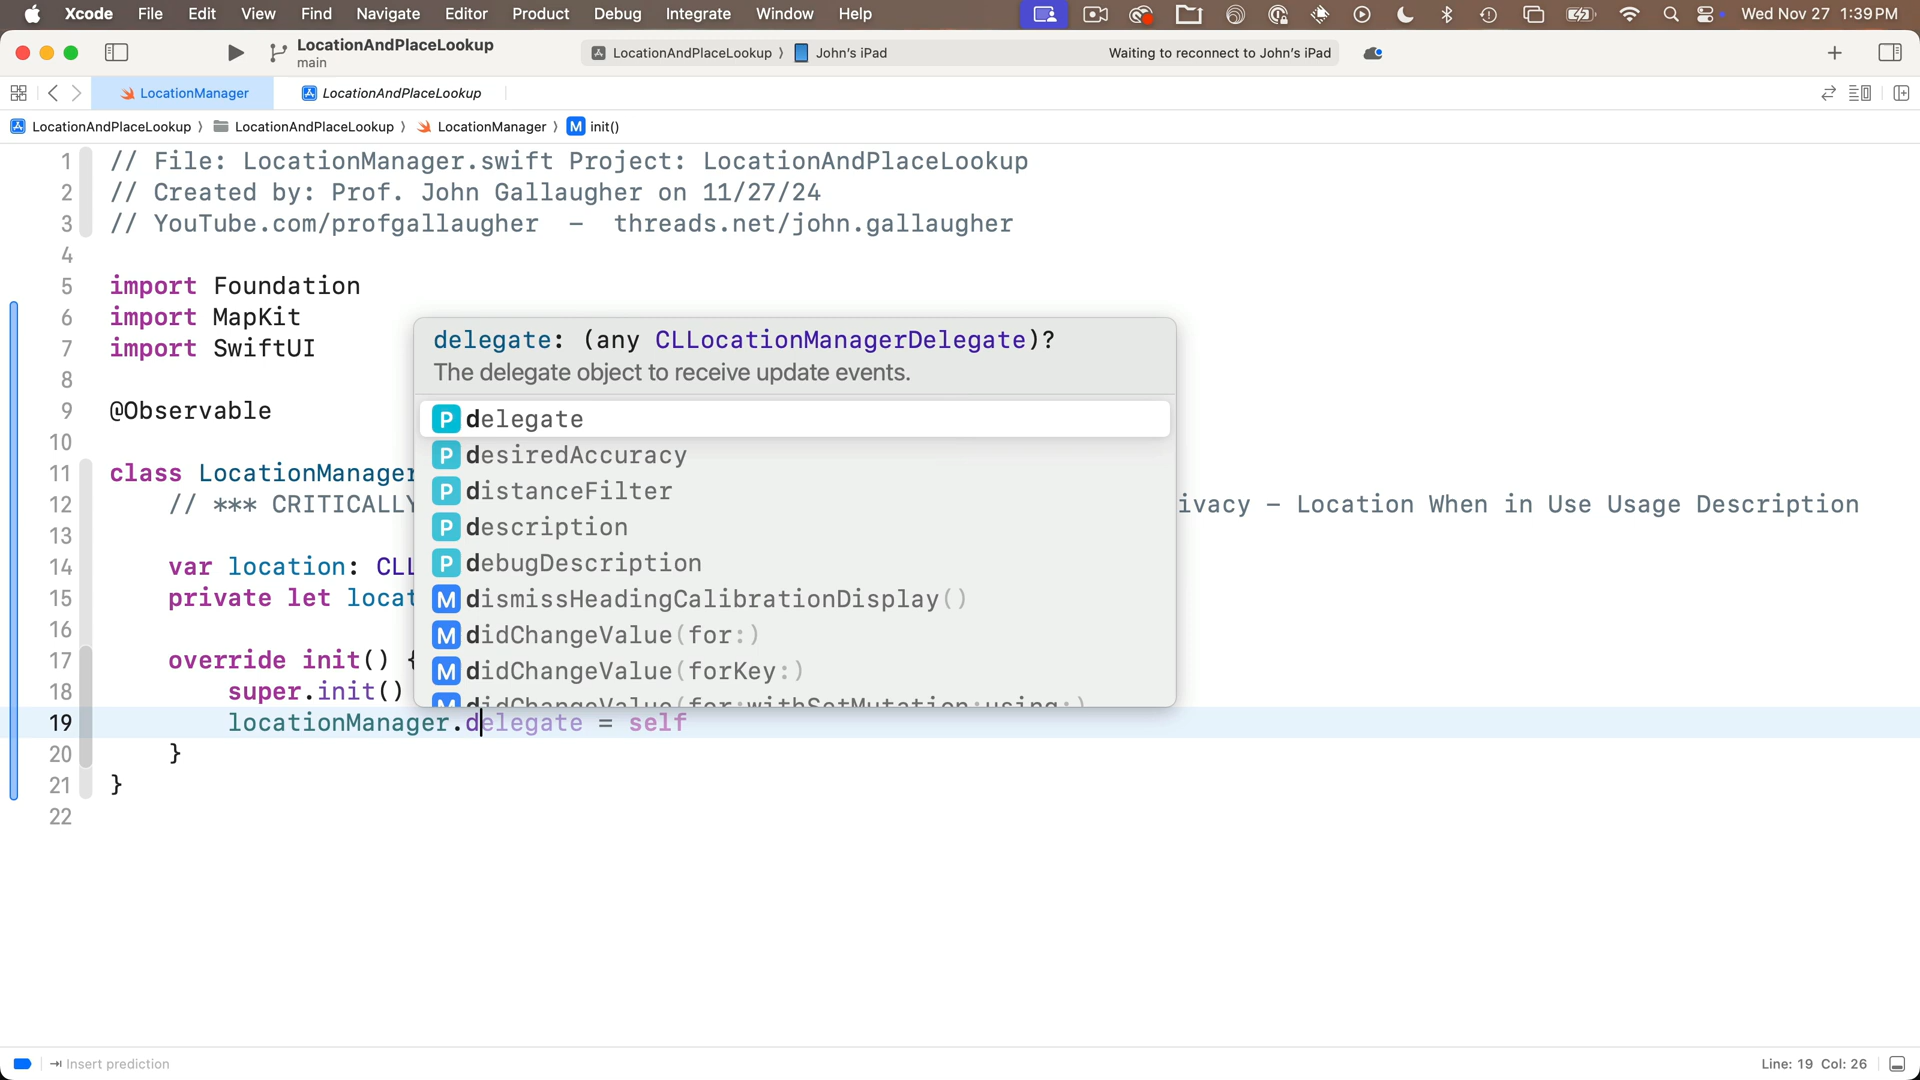 Xcode File Edit View Find Navigate Editor Product Debug Integrate Window Help Wed Nov 27 1:39 PM
LocationAndPlaceLookup
main
LocationAndPlaceLookup 〉 John's iPad Waiting to reconnect to John's iPad
LocationManager LocationAndPlaceLookup
LocationAndPlaceLookup 〉 LocationAndPlaceLookup 〉 LocationManager 〉 M init()
1 // File: LocationManager.swift Project: LocationAndPlaceLookup
2 // Created by: Prof. John Gallaugher on 11/27/24
3 // YouTube.com/profgallaugher – threads.net/john.gallaugher
4
5 import Foundation
6 import MapKit
7 import SwiftUI
8
9 @Observable
10
11 class LocationManager
12 // *** CRITICALLY ivacy – Location When in Use Usage Description
13
14 var location: CLL
15 private let locat
16
17 override init() {
18 super.init()
19 locationManager.delegate = self
20 }
21 }
22
delegate: (any CLLocationManagerDelegate)?
The delegate object to receive update events.
P delegate
P desiredAccuracy
P distanceFilter
P description
P debugDescription
M dismissHeadingCalibrationDisplay()
M didChangeValue(for:)
M didChangeValue(forKey:)
M didChangeValue(for:withSetMutation:using:)
Insert prediction Line: 19 Col: 26